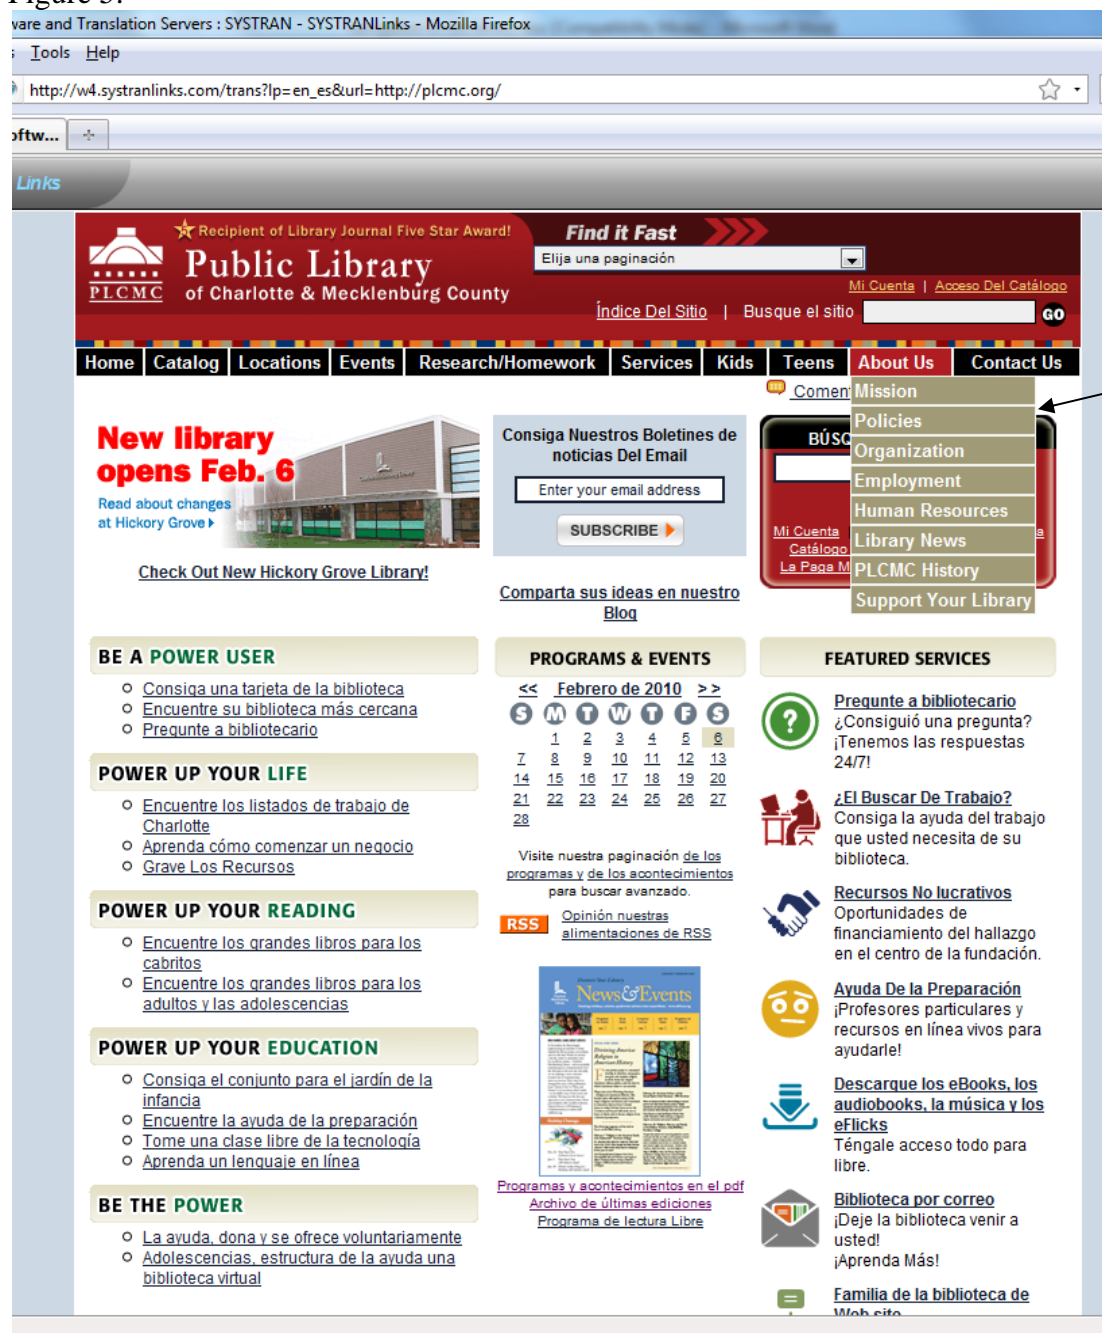 Figure 3:
ware and Translation Servers : SYSTRAN - SYSTRANLinks - Mozilla Firefox
s Tools Help
http://w4.systranlinks.com/trans?lp=en_es&url=http://plcmc.org/
oftw...
Links
Recipient of Library Journal Five Star Award!
Find it Fast
Public Library
of Charlotte & Mecklenburg County
PLCMC
Elija una paginación
Mi Cuenta | Acceso Del Catálogo
Índice Del Sitio | Busque el sitio GO
Home Catalog Locations Events Research/Homework Services Kids Teens About Us Contact Us
Comen
Mission
Policies
Organization
Employment
Human Resources
Library News
PLCMC History
Support Your Library
New library
opens Feb. 6
Read about changes
at Hickory Grove
Check Out New Hickory Grove Library!
Consiga Nuestros Boletines de
noticias Del Email
Enter your email address
SUBSCRIBE
Comparta sus ideas en nuestro
Blog
BÚSQ
Mi Cuenta
Catálogo
La Paga M
a
BE A POWER USER
Consiga una tarjeta de la biblioteca
Encuentre su biblioteca más cercana
Pregunte a bibliotecario
POWER UP YOUR LIFE
Encuentre los listados de trabajo de
Charlotte
Aprenda cómo comenzar un negocio
Grave Los Recursos
POWER UP YOUR READING
Encuentre los grandes libros para los
cabritos
Encuentre los grandes libros para los
adultos y las adolescencias
POWER UP YOUR EDUCATION
Consiga el conjunto para el jardín de la
infancia
Encuentre la ayuda de la preparación
Tome una clase libre de la tecnología
Aprenda un lenguaje en línea
BE THE POWER
La ayuda, dona y se ofrece voluntariamente
Adolescencias, estructura de la ayuda una
biblioteca virtual
PROGRAMS & EVENTS
<< Febrero de 2010 >>
S M T W T F S
1 2 3 4 5 6
7 8 9 10 11 12 13
14 15 16 17 18 19 20
21 22 23 24 25 26 27
28
Visite nuestra paginación de los
programas y de los acontecimientos
para buscar avanzado.
RSS Opinión nuestras
alimentaciones de RSS
News & Events
Programas y acontecimientos en el pdf
Archivo de últimas ediciones
Programa de lectura Libre
FEATURED SERVICES
Pregunte a bibliotecario
¿Consiguió una pregunta?
¡Tenemos las respuestas
24/7!
¿El Buscar De Trabajo?
Consiga la ayuda del trabajo
que usted necesita de su
biblioteca.
Recursos No lucrativos
Oportunidades de
financiamiento del hallazgo
en el centro de la fundación.
Ayuda De la Preparación
¡Profesores particulares y
recursos en línea vivos para
ayudarle!
Descargue los eBooks, los
audiobooks, la música y los
eFlicks
Téngale acceso todo para
libre.
Biblioteca por correo
¡Deje la biblioteca venir a
usted!
¡Aprenda Más!
Familia de la biblioteca de
Web site